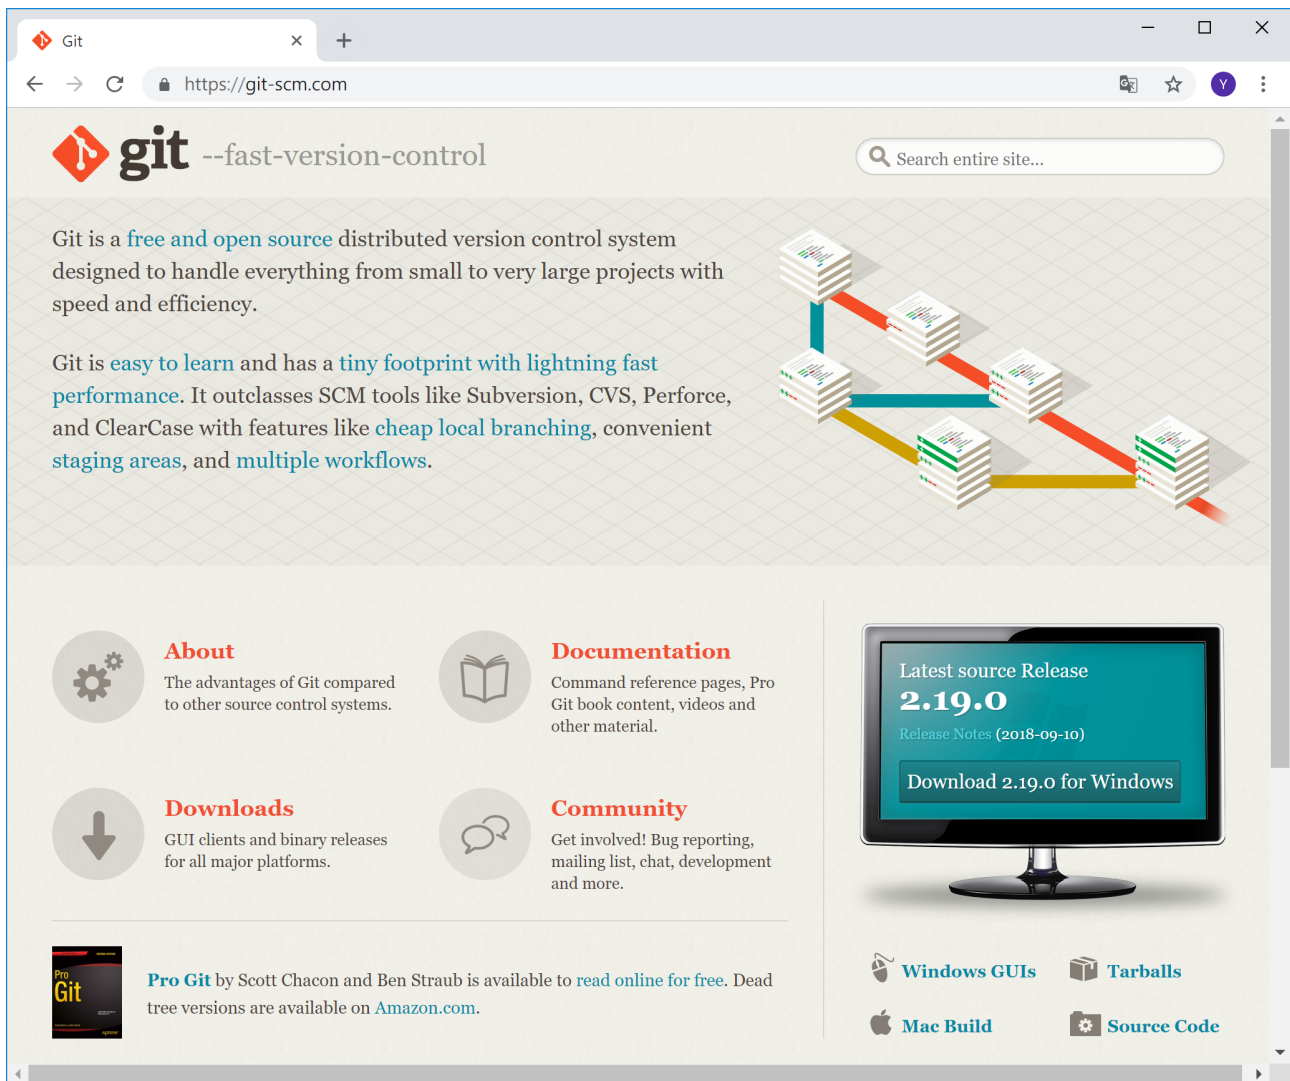 Git
https://git-scm.com
Y
git --fast-version-control
Search entire site...
Git is a free and open source distributed version control system
designed to handle everything from small to very large projects with
speed and efficiency.
Git is easy to learn and has a tiny footprint with lightning fast
performance. It outclasses SCM tools like Subversion, CVS, Perforce,
and ClearCase with features like cheap local branching, convenient
staging areas, and multiple workflows.
About
The advantages of Git compared
to other source control systems.
Documentation
Command reference pages, Pro
Git book content, videos and
other material.
Downloads
GUI clients and binary releases
for all major platforms.
Community
Get involved! Bug reporting,
mailing list, chat, development
and more.
Latest source Release
2.19.0
Release Notes (2018-09-10)
Download 2.19.0 for Windows
Pro
Git
Pro Git by Scott Chacon and Ben Straub is available to read online for free. Dead
tree versions are available on Amazon.com.
Windows GUIs
Tarballs
Mac Build
Source Code